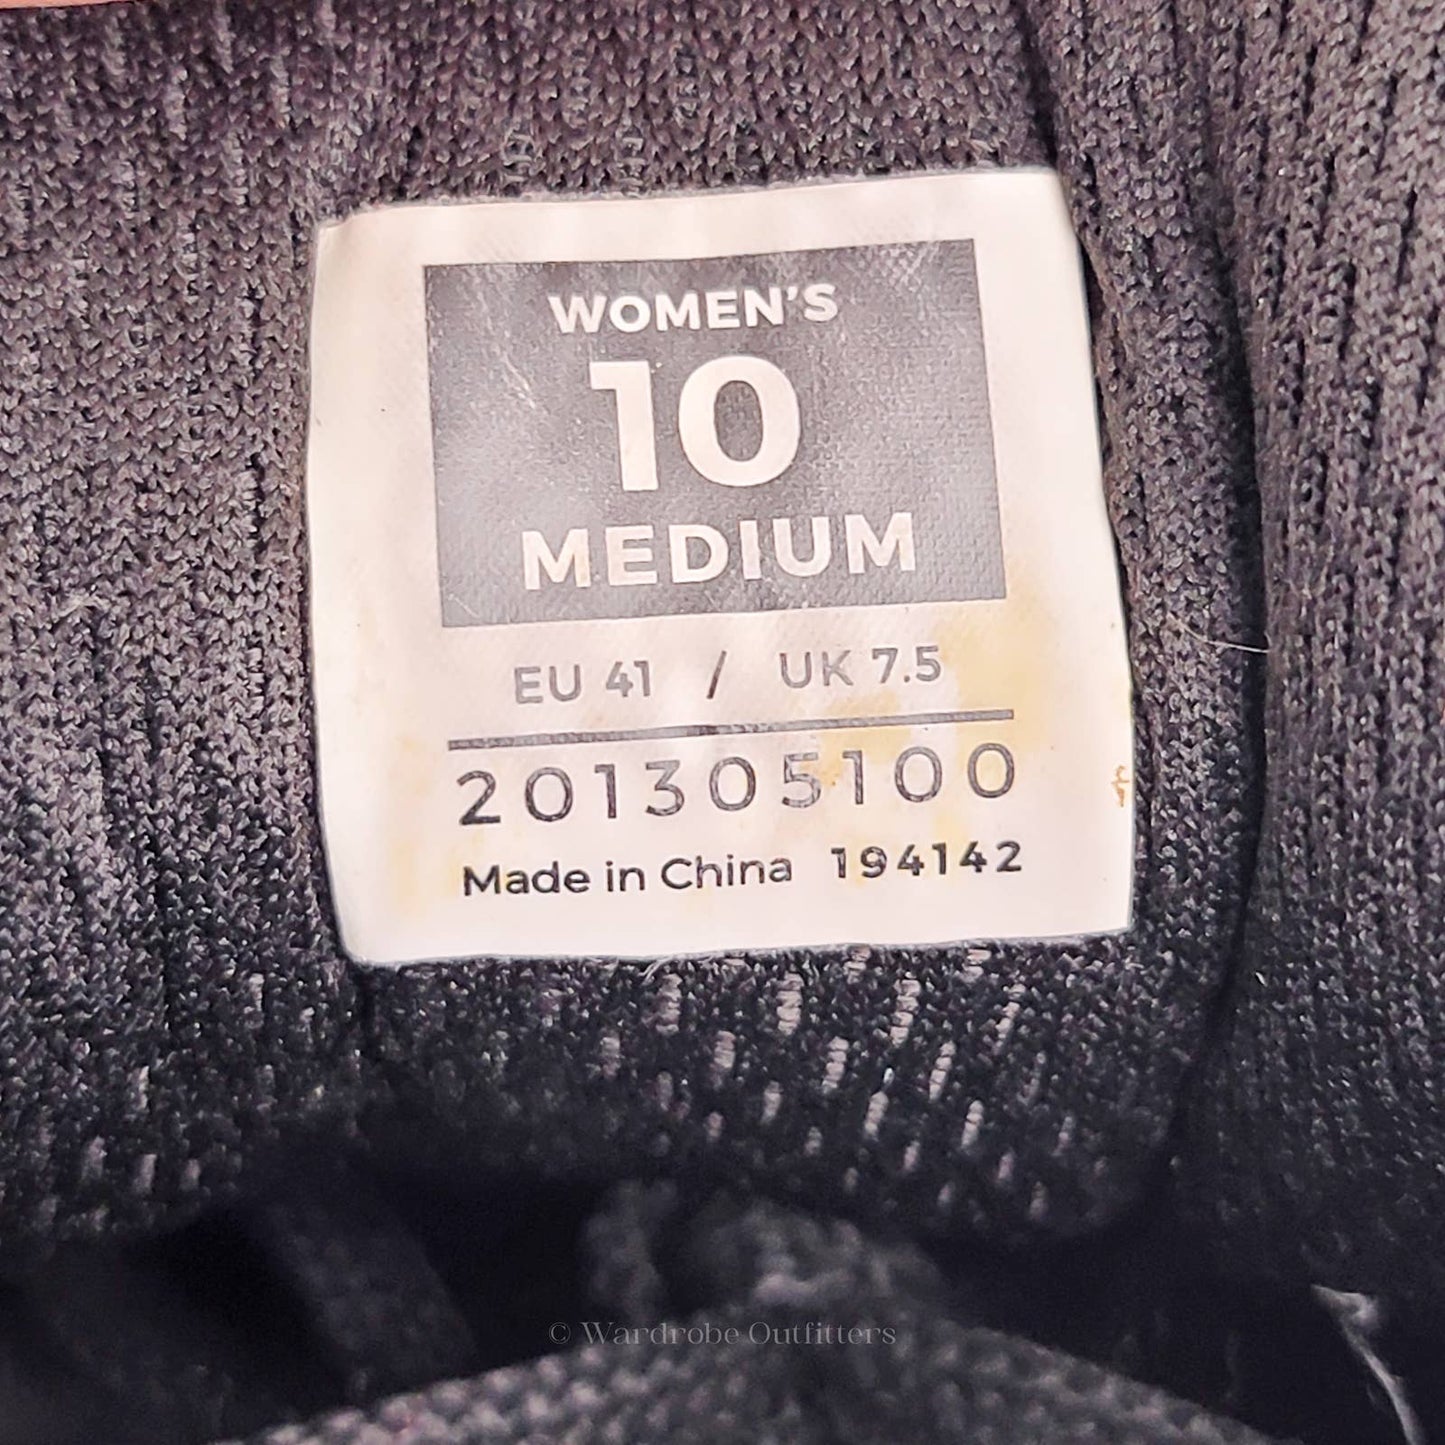 WOMEN'S
10
MEDIUM
EU 41 / UK 7.5
201305100
Made in China 194142
© Wardrobe Outfitters